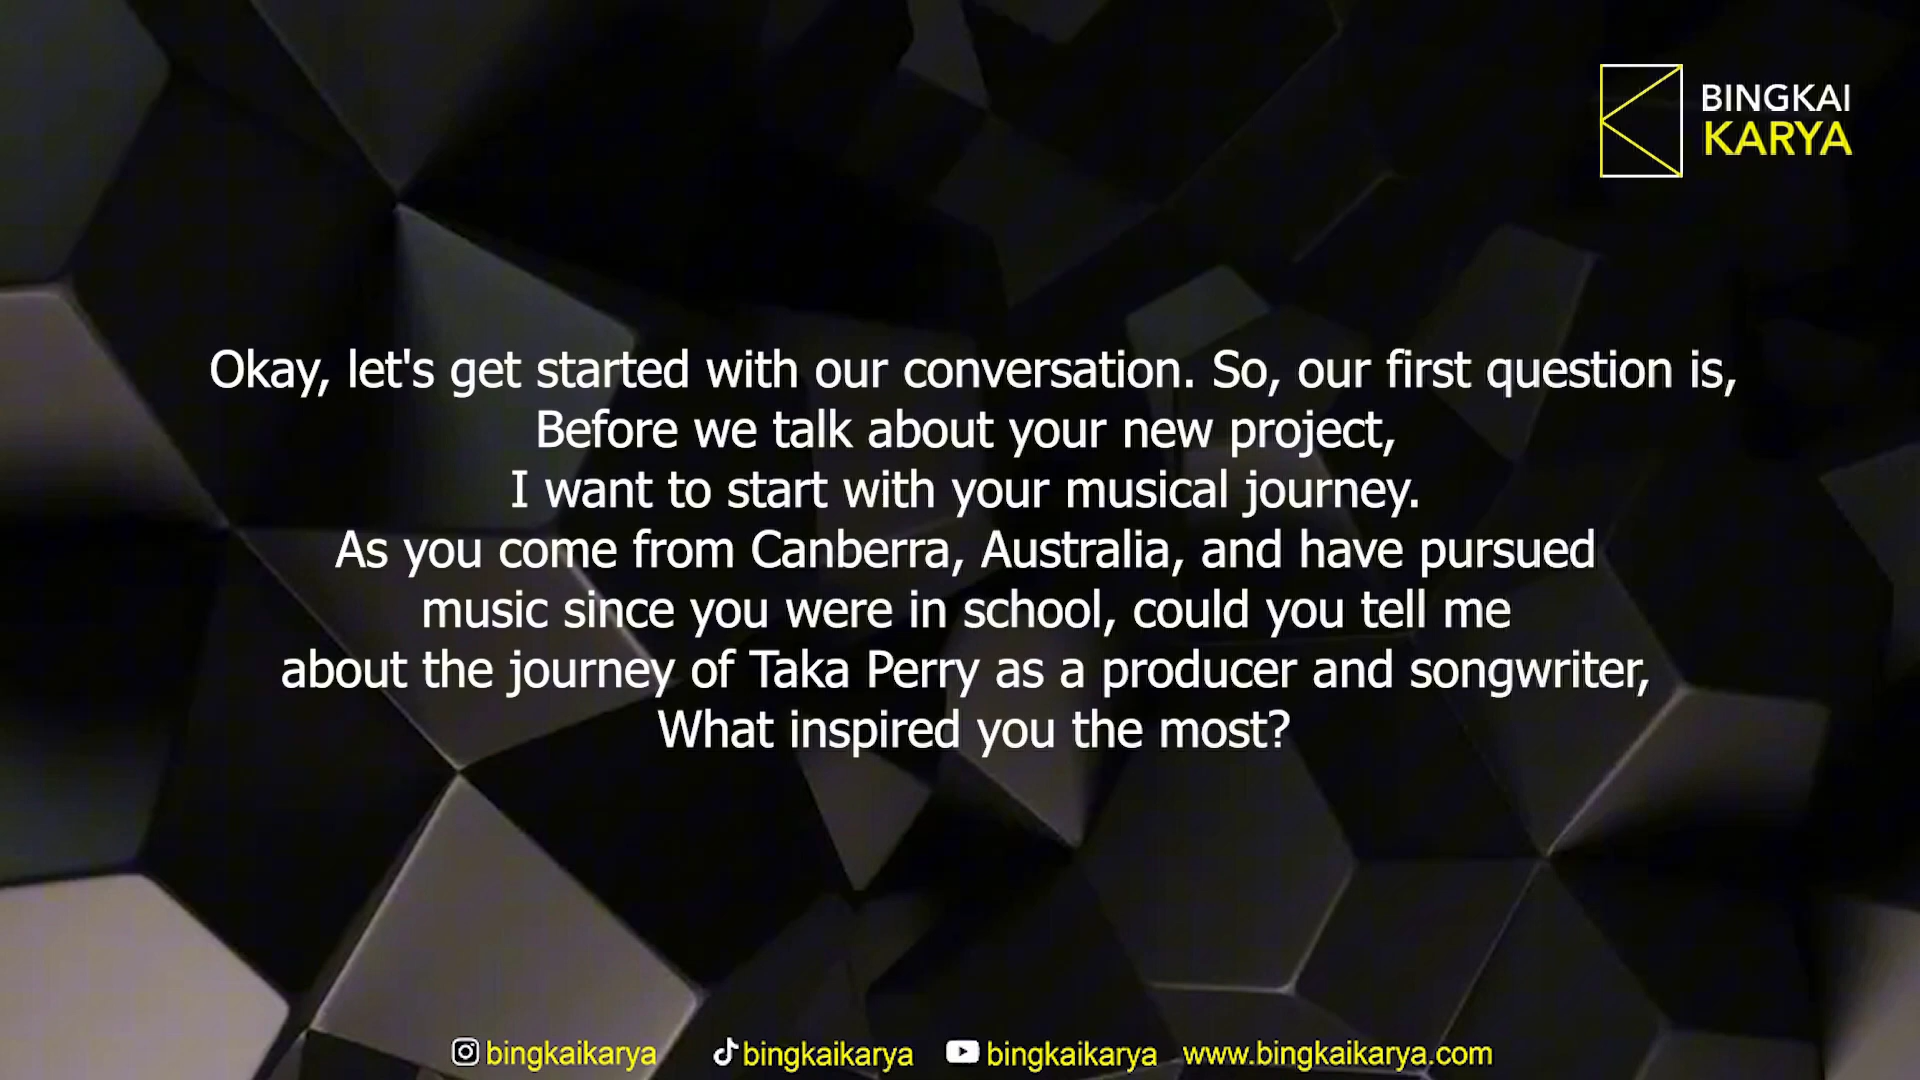 BINGKAI
KARYA
Okay, let's get started with our conversation. So, our first question is,
Before we talk about your new project,
I want to start with your musical journey.
As you come from Canberra, Australia, and have pursued
music since you were in school, could you tell me
about the journey of Taka Perry as a producer and songwriter,
What inspired you the most?
bingkaikarya bingkaikarya bingkaikarya www.bingkaikarya.com